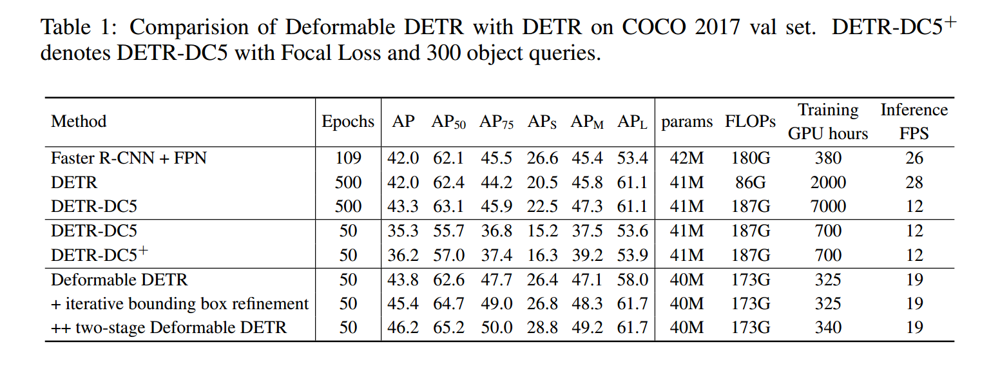 Table 1: Comparision of Deformable DETR with DETR on COCO 2017 val set. DETR-DC5+
denotes DETR-DC5 with Focal Loss and 300 object queries.
Method Epochs AP AP50 AP75 APS APM APL params FLOPs Training GPU hours Inference FPS
Faster R-CNN + FPN 109 42.0 62.1 45.5 26.6 45.4 53.4 42M 180G 380 26
DETR 500 42.0 62.4 44.2 20.5 45.8 61.1 41M 86G 2000 28
DETR-DC5 500 43.3 63.1 45.9 22.5 47.3 61.1 41M 187G 7000 12
DETR-DC5 50 35.3 55.7 36.8 15.2 37.5 53.6 41M 187G 700 12
DETR-DC5+ 50 36.2 57.0 37.4 16.3 39.2 53.9 41M 187G 700 12
Deformable DETR 50 43.8 62.6 47.7 26.4 47.1 58.0 40M 173G 325 19
+ iterative bounding box refinement 50 45.4 64.7 49.0 26.8 48.3 61.7 40M 173G 325 19
++ two-stage Deformable DETR 50 46.2 65.2 50.0 28.8 49.2 61.7 40M 173G 340 19